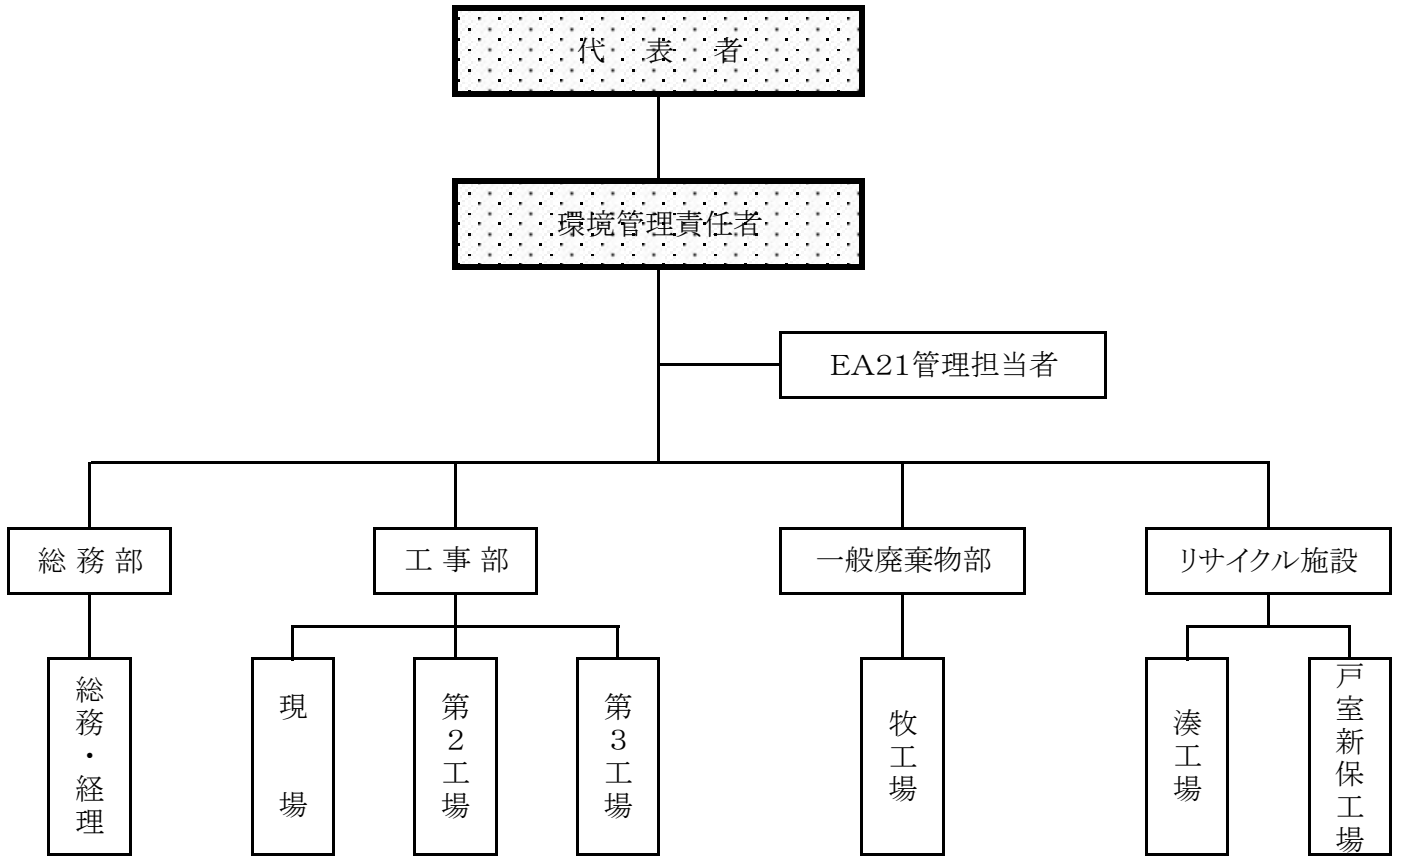 代 表 者
環境管理責任者
EA21管理担当者
総務部
工事部
一般廃棄物部
リサイクル施設
総務・経理
現場
第2工場
第3工場
牧工場
湊工場
戸室新保工場